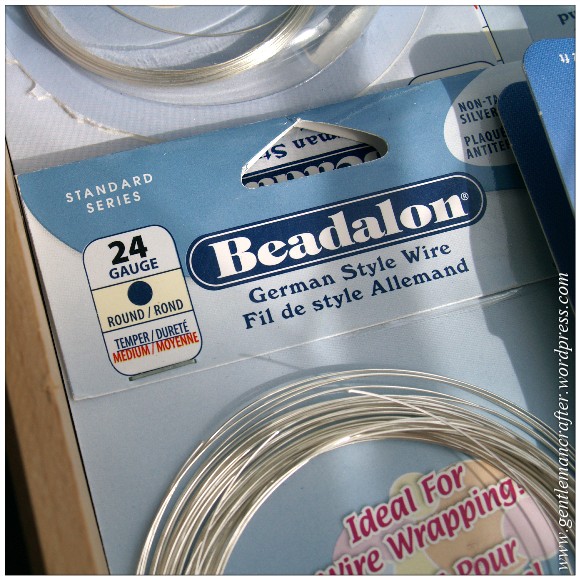 STANDARD
SERIES
24
GAUGE
ROUND / ROND
TEMPER / DURETÉ
MEDIUM / MOYENNE
Beadalon®
German Style Wire
Fil de style Allemand
NON-TA
SILVER
PLAQU
ANTITE
Ideal For
Wire Wrapping.
Pour
www.gentlemancrafter.wordpress.com